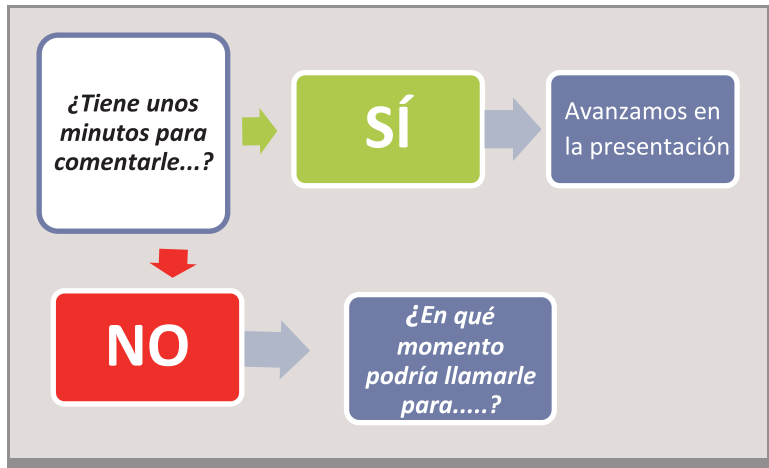 ¿Tiene unos
minutos para
comentarle...?
SÍ
Avanzamos en
la presentación
NO
¿En qué
momento
podría llamarle
para.....?